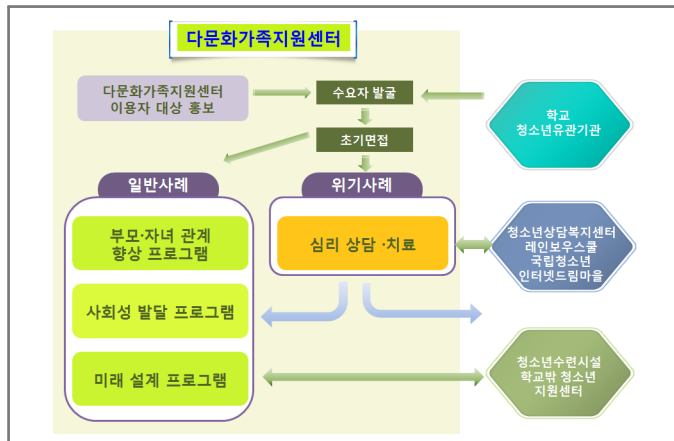 다문화가족지원센터
다문화가족지원센터
이용자 대상 홍보
수요자 발굴
학교
청소년유관기관
초기면접
일반사례
위기사례
부모·자녀 관계
향상 프로그램
심리 상담 ·치료
청소년상담복지센터
레인보우스쿨
국립청소년
인터넷드림마을
사회성 발달 프로그램
미래 설계 프로그램
청소년수련시설
학교밖 청소년
지원센터